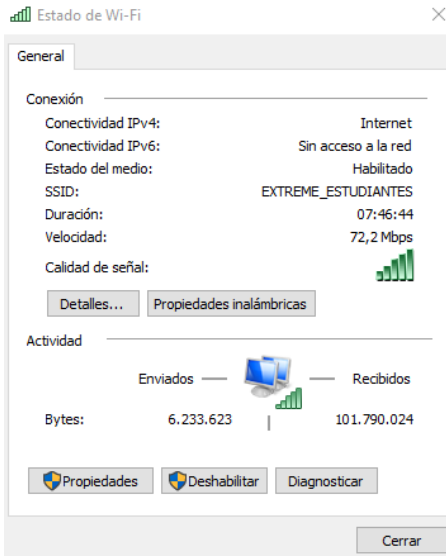 Estado de Wi-Fi
General
Conexión
Conectividad IPv4: Internet
Conectividad IPv6: Sin acceso a la red
Estado del medio: Habilitado
SSID: EXTREME_ESTUDIANTES
Duración: 07:46:44
Velocidad: 72,2 Mbps
Calidad de señal:
Detalles... Propiedades inalámbricas
Actividad
Enviados Recibidos
Bytes: 6.233.623 101.790.024
Propiedades Deshabilitar Diagnosticar
Cerrar